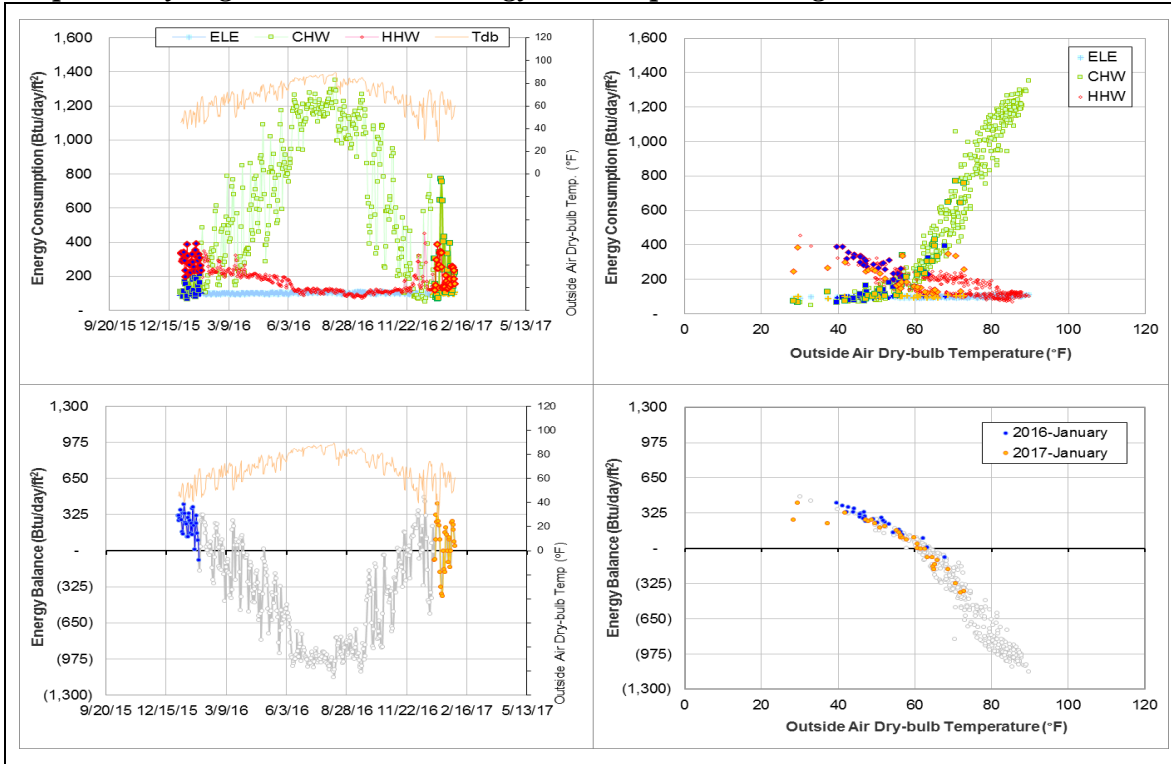 ELE CHW HHW Tdb
1,600
1,400
1,200
1,000
800
600
400
200
-
120
100
80
60
40
20
0
Energy Consumption (Btu/day/ft²)
Outside Air Dry-bulb Temp. (°F)
9/20/15 12/15/15 3/9/16 6/3/16 8/28/16 11/22/16 2/16/17 5/13/17
1,600
1,400
1,200
1,000
800
600
400
200
-
Energy Consumption (Btu/day/ft²)
ELE
CHW
HHW
0 20 40 60 80 100 120
Outside Air Dry-bulb Temperature (°F)
1,300
975
650
325
-
(325)
(650)
(975)
(1,300)
120
100
80
60
40
20
0
Energy Balance (Btu/day/ft²)
Outside Air Dry-bulb Temp (°F)
9/20/15 12/15/15 3/9/16 6/3/16 8/28/16 11/22/16 2/16/17 5/13/17
1,300
975
650
325
-
(325)
(650)
(975)
(1,300)
Energy Balance (Btu/day/ft²)
2016-January
2017-January
0 20 40 60 80 100 120
Outside Air Dry-bulb Temperature (°F)